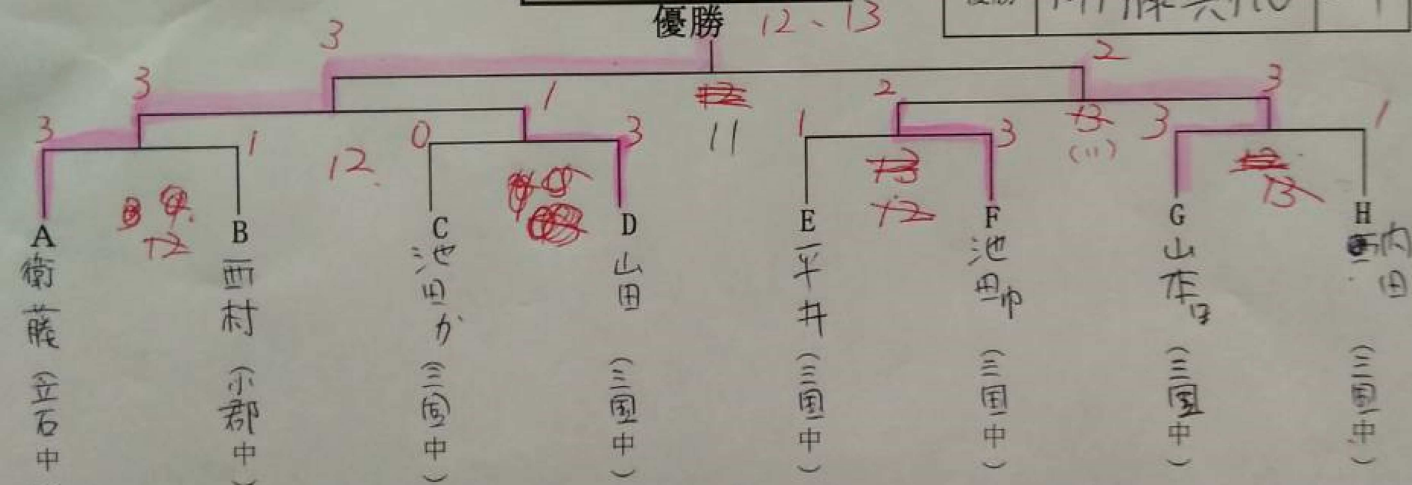 優勝 12、13
3 2
3 1 2 3
3 1 0 3 1 3 3 1
12. 11 (11)
13
12
13
12
A B C D E F G H
衛藤 (立石中
西村 (小郡中)
池田か (三国中)
山田 (三国中)
平井 (三国中)
池田巾 (三国中)
山本 (三国中)
内田 (三国中)